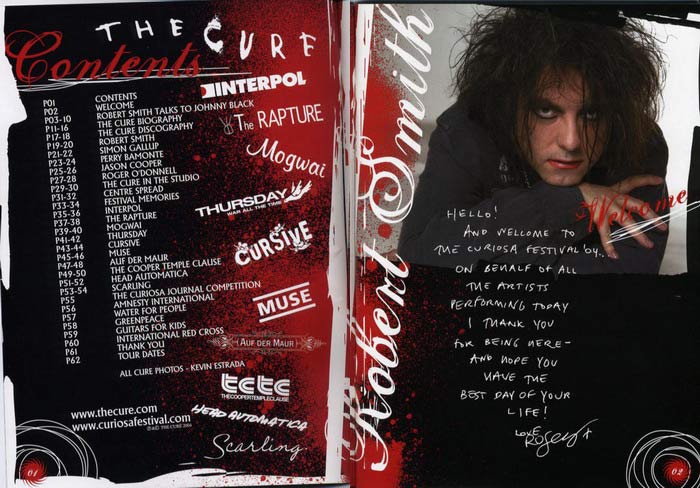 THE CURE
Contents
P01 CONTENTS
P02 WELCOME
P03-10 ROBERT SMITH TALKS TO JOHNNY BLACK
P11-16 THE CURE BIOGRAPHY
P17-18 THE CURE DISCOGRAPHY
P19-20 ROBERT SMITH
P21-22 SIMON GALLUP
P23-24 PERRY BAMONTE
P25-26 JASON COOPER
P27-28 ROGER O'DONNELL
P29-30 THE CURE IN THE STUDIO
P31-32 CENTRE SPREAD
P33-34 FESTIVAL MEMORIES
P35-36 INTERPOL
P37-38 THE RAPTURE
P39-40 MOGWAI
P41-42 THURSDAY
P43-44 CURSIVE
P45-46 MUSE
P47-48 AUF DER MAUR
P49-50 THE COOPER TEMPLE CLAUSE
P51-52 HEAD AUTOMATICA
P53-54 SCARLING
P55 THE CURIOSA JOURNAL COMPETITION
P56 AMNESTY INTERNATIONAL
P57 WATER FOR PEOPLE
P58 GREENPEACE
P59 GUITARS FOR KIDS
P60 INTERNATIONAL RED CROSS
P61 THANK YOU
P62 TOUR DATES
ALL CURE PHOTOS - KEVIN ESTRADA
www.thecure.com
www.curiosafestival.com
©℗ THE CURE 2004
01
INTERPOL
The RAPTURE
Mogwai
THURSDAY
WAR ALL THE TIME
CURSIVE
MUSE
AUF DER MAUR
tctc
THECOOPERTEMPLECLAUSE
HEAD AUTOMATICA
Scarling
Robert Smith
Welcome
HELLO!
AND WELCOME TO
THE CURIOSA FESTIVAL '04...
ON BEHALF OF ALL
THE ARTISTS
PERFORMING TODAY
I THANK YOU
FOR BEING HERE-
AND HOPE YOU
HAVE THE
BEST DAY OF YOUR
LIFE!
LOVE
02